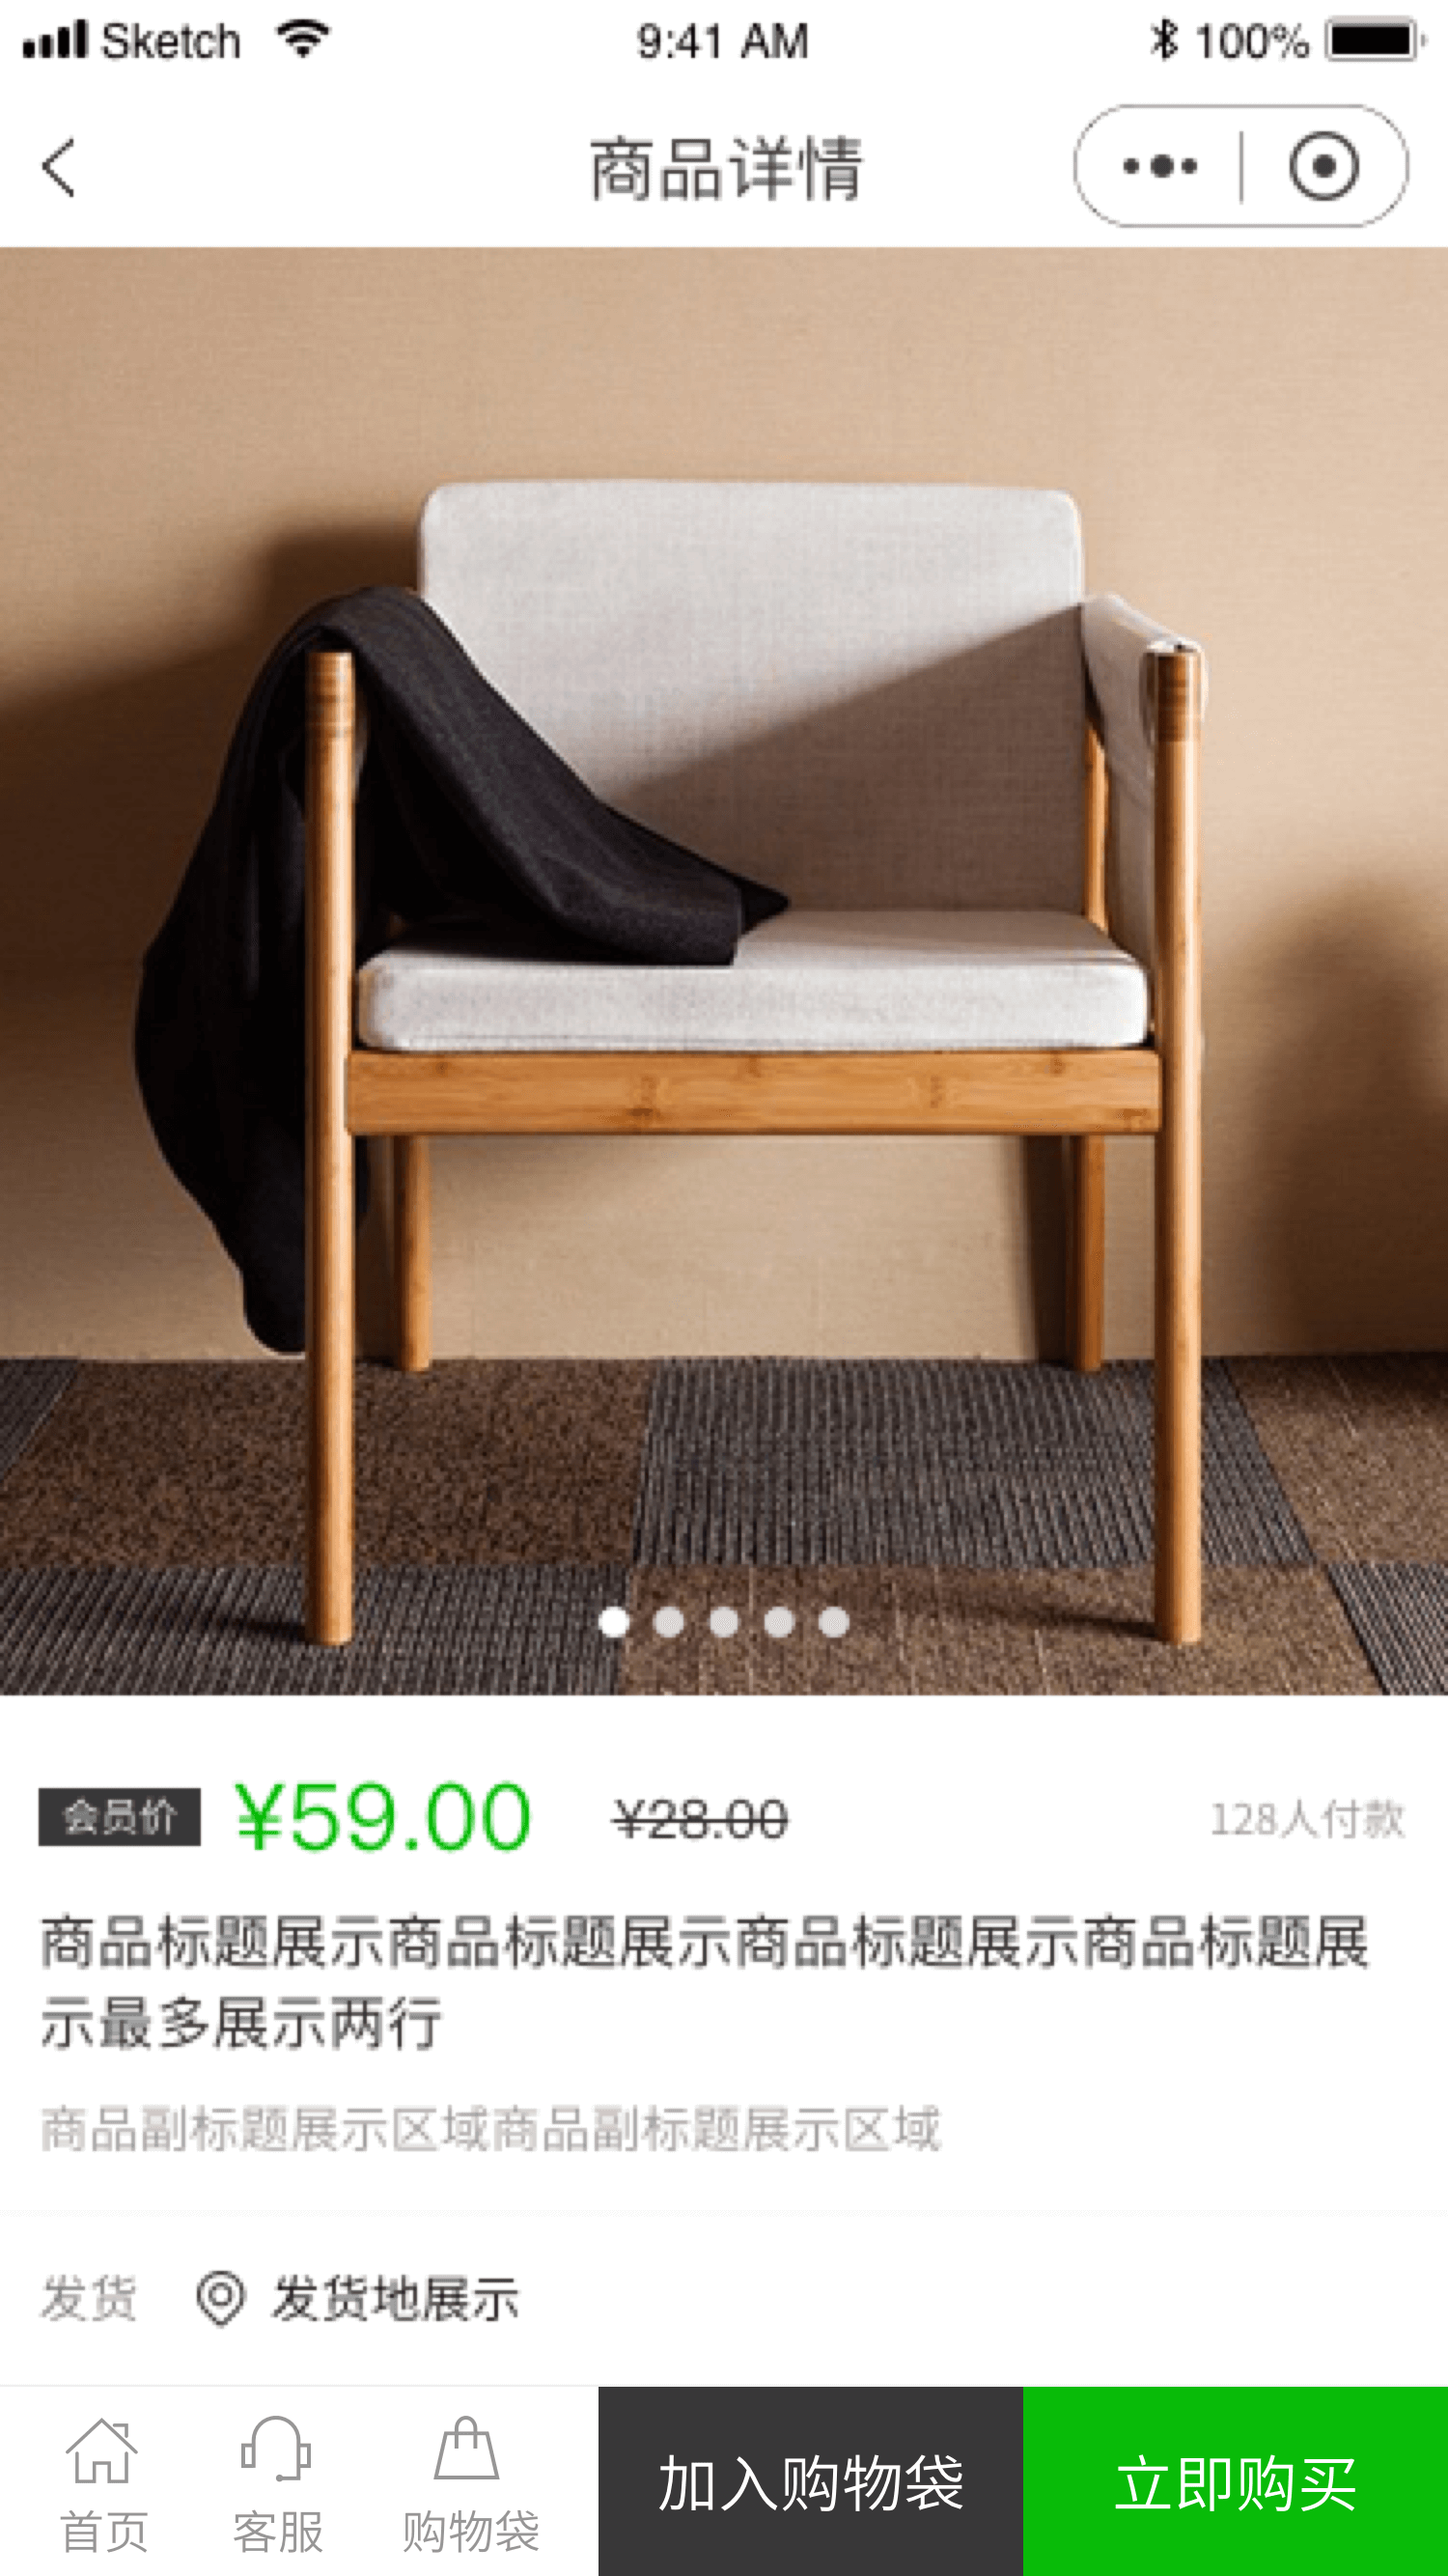 Sketch 9:41 AM 100%
商品详情
会员价 ¥59.00 ¥28.00 128人付款
商品标题展示商品标题展示商品标题展示商品标题展
示最多展示两行
商品副标题展示区域商品副标题展示区域
发货 发货地展示
首页 客服 购物袋 加入购物袋 立即购买